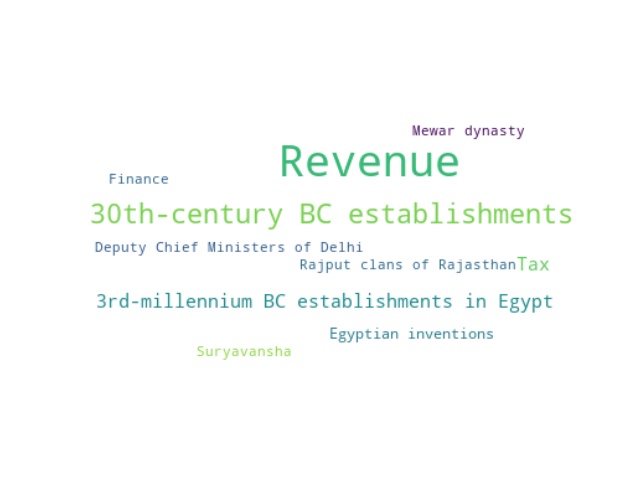 Mewar dynasty
Revenue
Finance
30th-century BC establishments
Deputy Chief Ministers of Delhi
Rajput clans of Rajasthan Tax
3rd-millennium BC establishments in Egypt
Egyptian inventions
Suryavansha